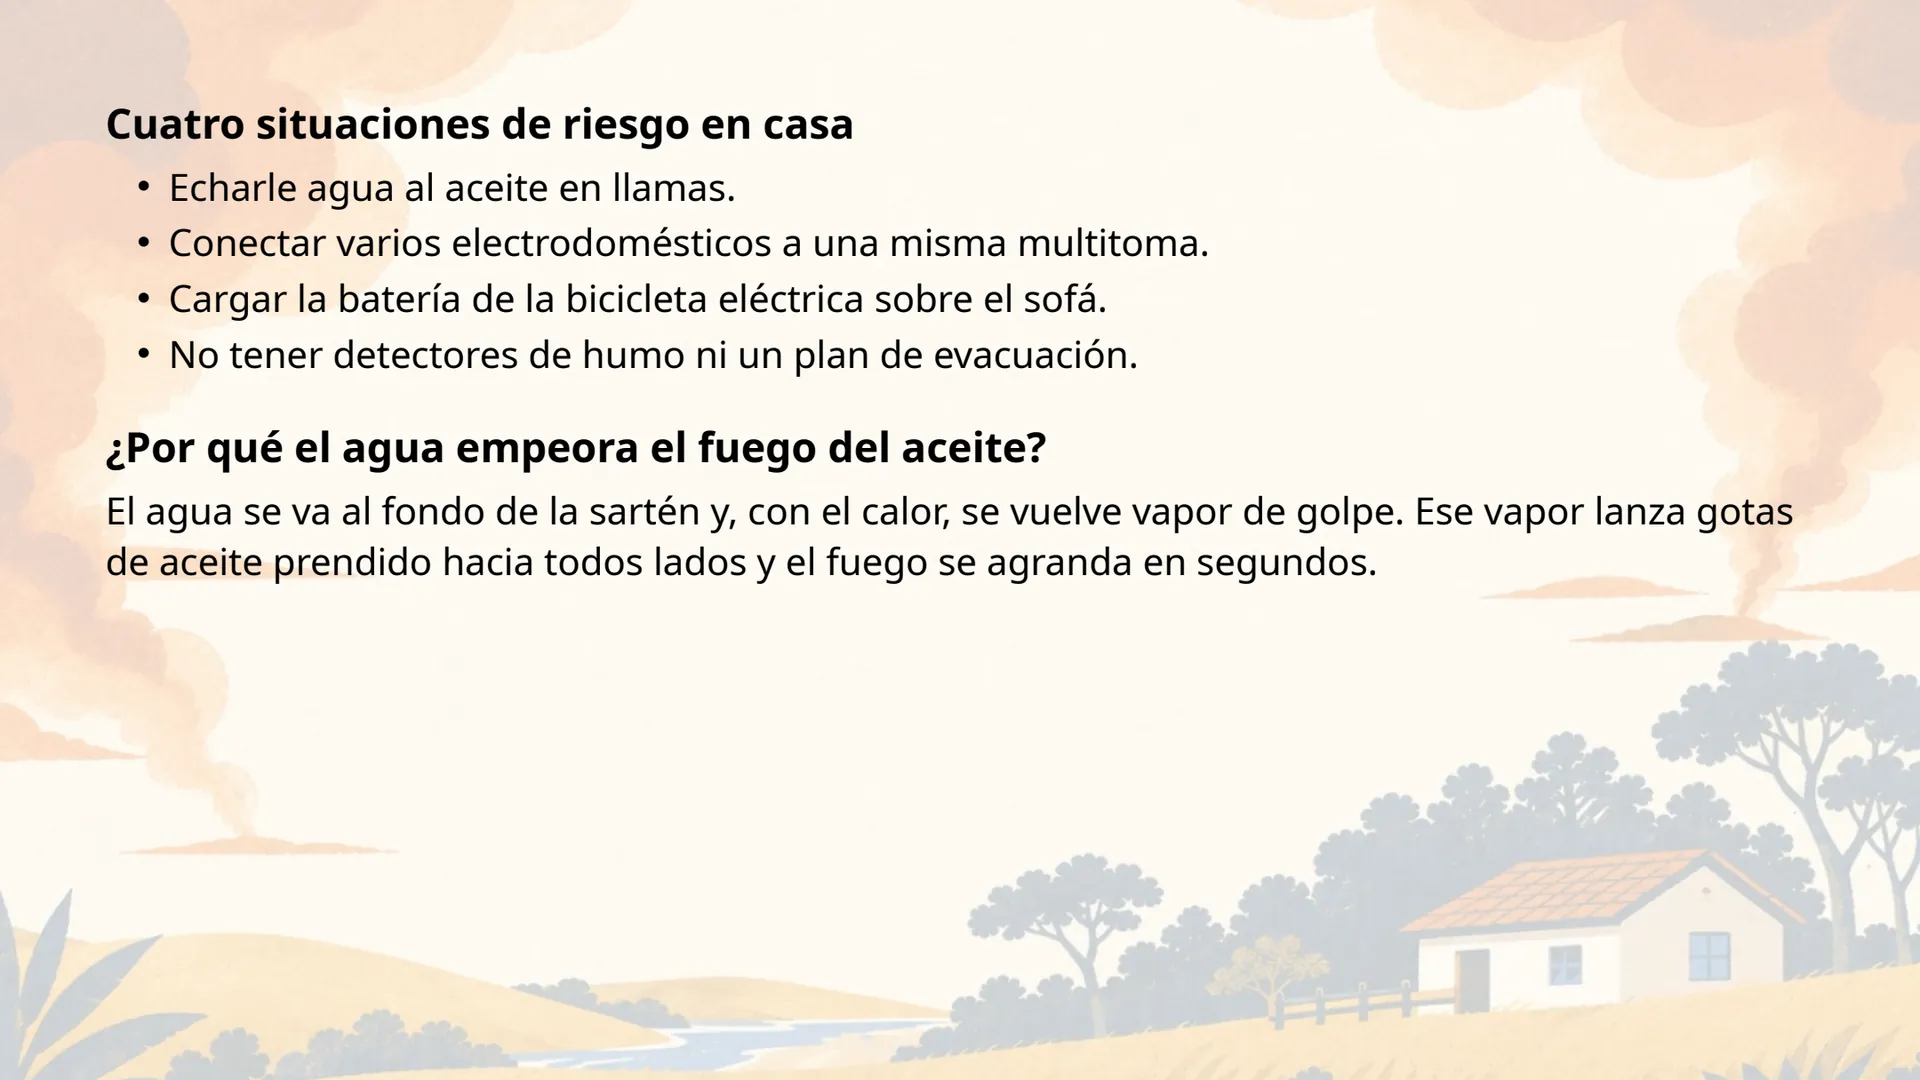 Cuatro situaciones de riesgo en casa
• Echarle agua al aceite en llamas.
• Conectar varios electrodomésticos a una misma multitoma.
• Cargar la batería de la bicicleta eléctrica sobre el sofá.
• No tener detectores de humo ni un plan de evacuación.
¿Por qué el agua empeora el fuego del aceite?
El agua se va al fondo de la sartén y, con el calor, se vuelve vapor de golpe. Ese vapor lanza gotas
de aceite prendido hacia todos lados y el fuego se agranda en segundos.